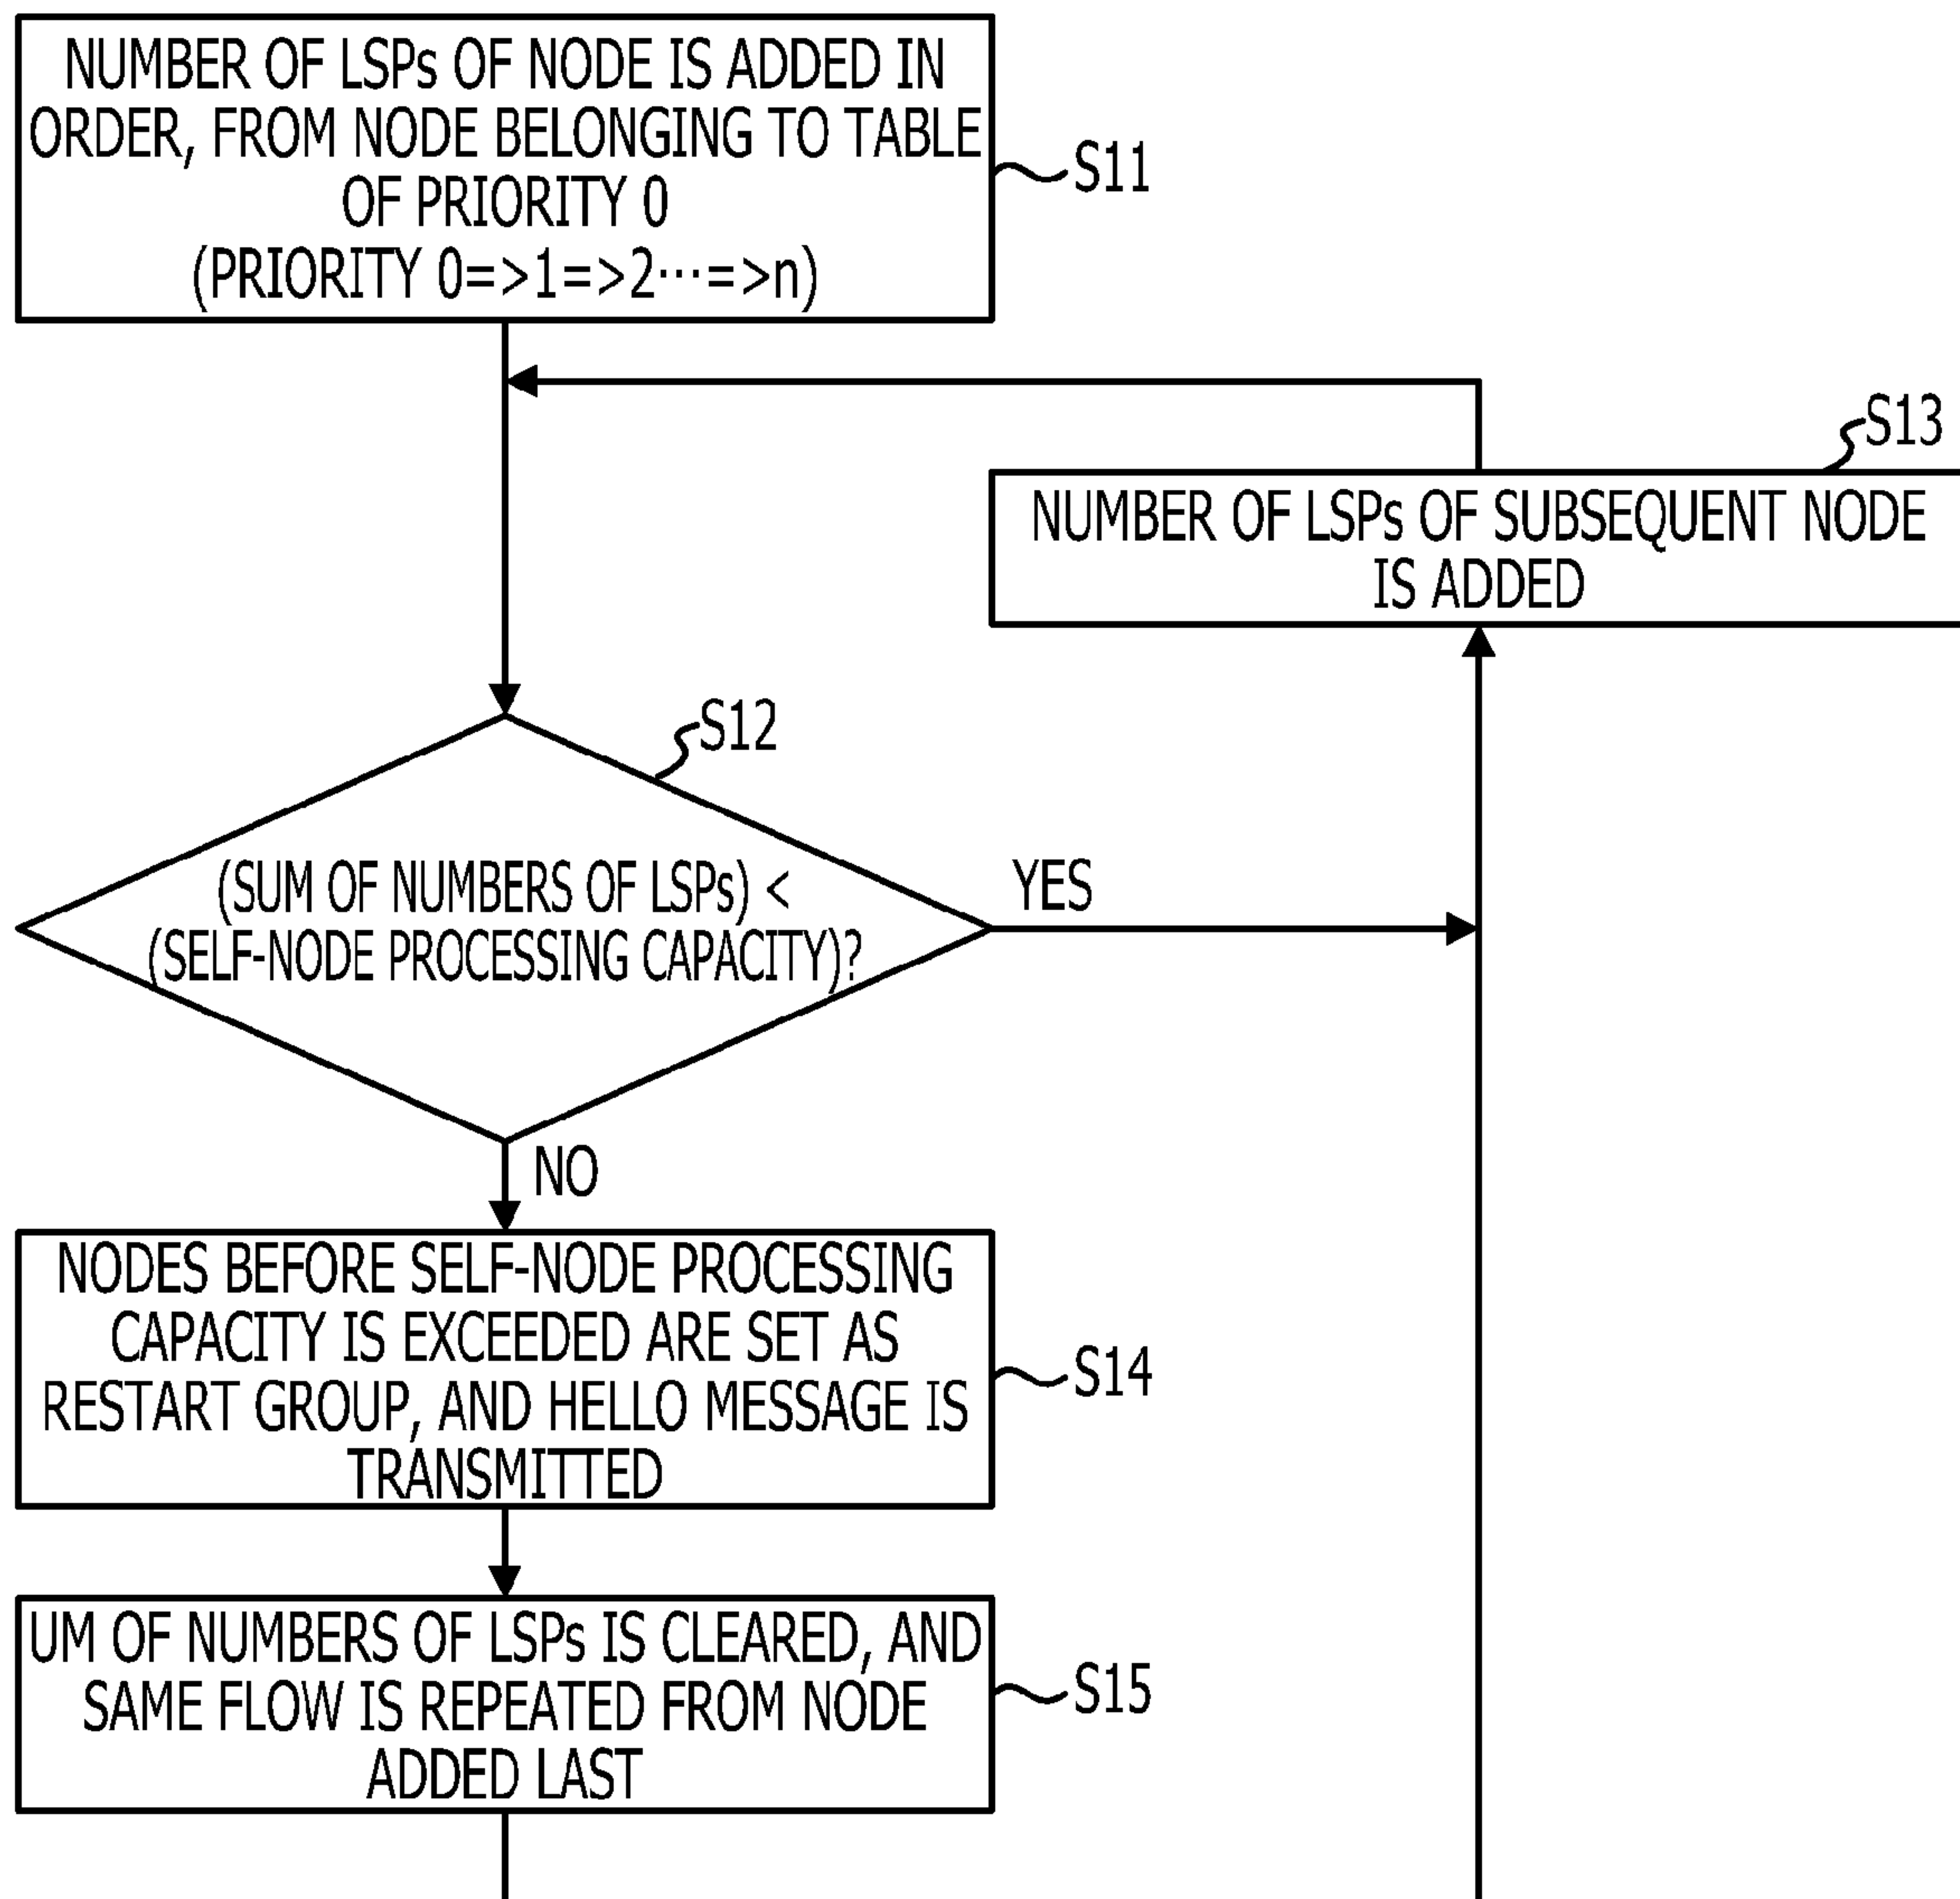 NUMBER OF LSPs OF NODE IS ADDED IN
ORDER, FROM NODE BELONGING TO TABLE
OF PRIORITY 0
(PRIORITY 0=>1=>2···=>n)
S11
S13
NUMBER OF LSPs OF SUBSEQUENT NODE
IS ADDED
S12
(SUM OF NUMBERS OF LSPs) <
(SELF-NODE PROCESSING CAPACITY)?
YES
NO
NODES BEFORE SELF-NODE PROCESSING
CAPACITY IS EXCEEDED ARE SET AS
RESTART GROUP, AND HELLO MESSAGE IS
TRANSMITTED
S14
UM OF NUMBERS OF LSPs IS CLEARED, AND
SAME FLOW IS REPEATED FROM NODE
ADDED LAST
S15